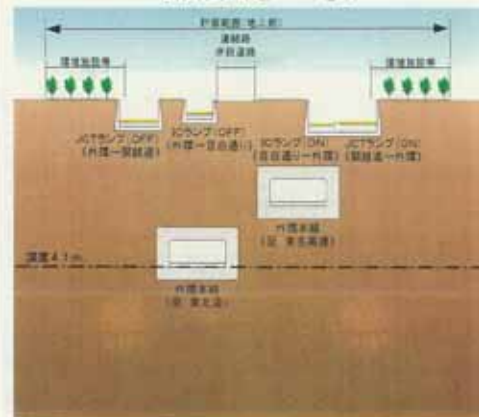 計画範囲(地上部)
連絡路
側道道路
環境施設帯
環境施設帯
JCTランプ(OFF)
(外環→関越道)
ICランプ(OFF)
(外環→目白通り)
ICランプ(ON)
(目白通り→外環)
JCTランプ(ON)
(関越道→外環)
外環本線
(至 東名高速)
深度41m
外環本線
(至 東北道)